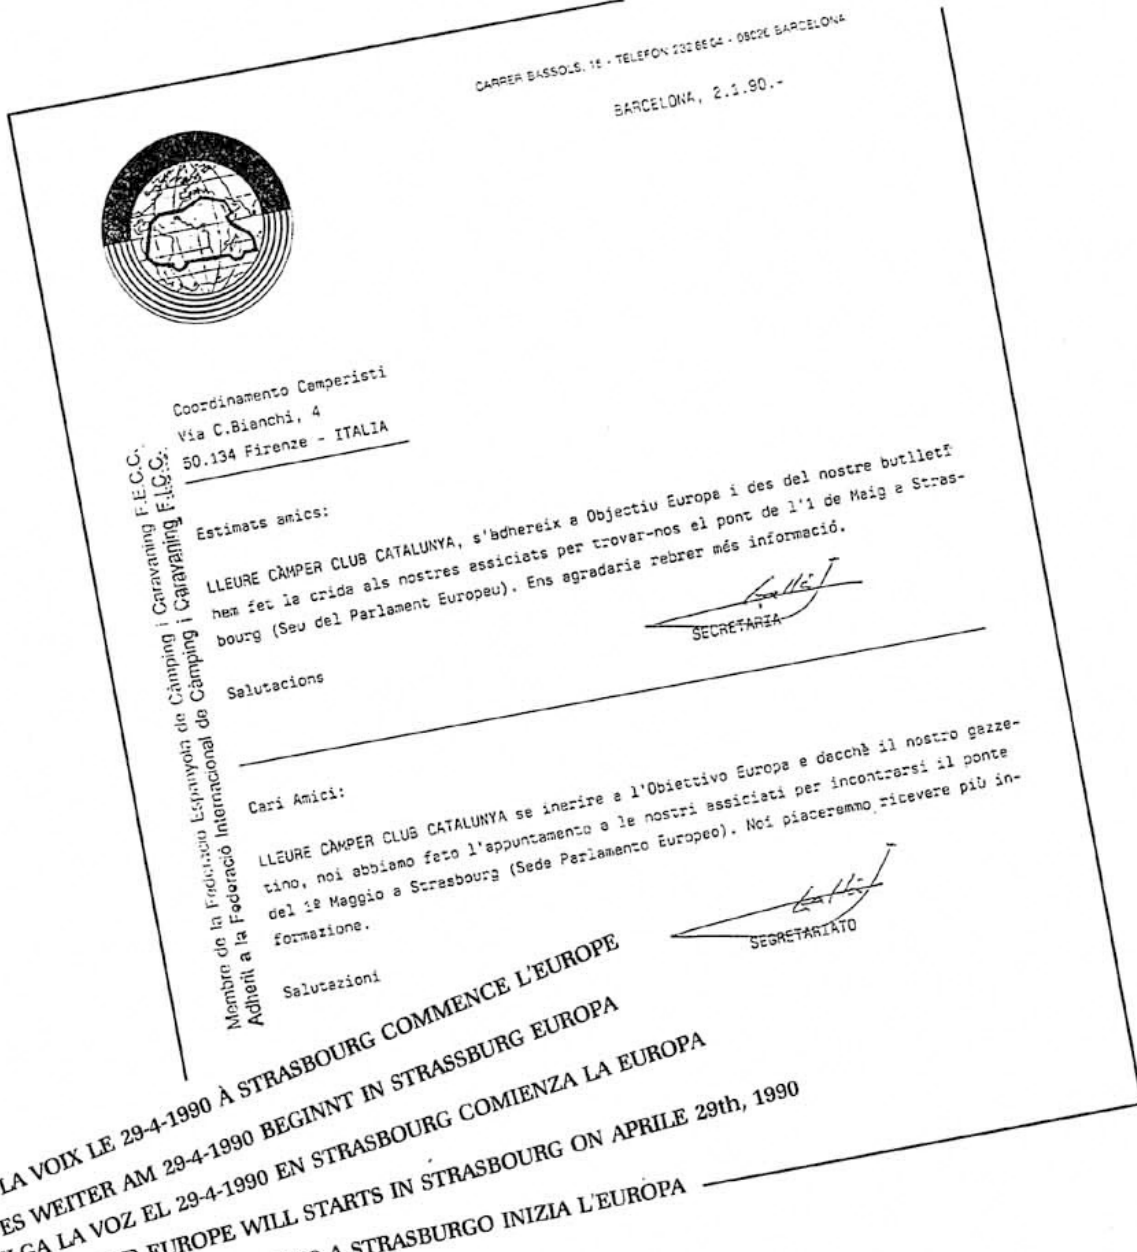 CARRER BASSOLS, 15 - TELEFON 232 8604 - 08026 BARCELONA
BARCELONA, 2.1.90.-
Coordinamento Camperisti
Via C.Bianchi, 4
50.134 Firenze - ITALIA
Membre de la Federació Espanyola de Càmping i Caravaning F.E.C.C.
Adherit a la Federació Internacional de Càmping i Caravaning F.I.C.C.
Estimats amics:
LLEURE CÀMPER CLUB CATALUNYA, s'adhereix a Objectiu Europa i des del nostre butlletí
hem fet la crida als nostres assiciats per trovar-nos el pont de l'1 de Maig a Stras-
bourg (Seu del Parlament Europeu). Ens agradaria rebrer més informació.
SECRETARIA
Salutacions
Cari Amici:
LLEURE CÀMPER CLUB CATALUNYA se inerire a l'Obiettivo Europa e dacchè il nostro gazze-
tino, noi abbiamo fato l'appuntamento a le nostri assiciati per incontrarsi il ponte
del 1º Maggio a Strasbourg (Sede Parlamento Europeo). Noi piaceremmo ricevere più in-
formazione.
SEGRETARIATO
Salutazioni
LA VOIX LE 29-4-1990 À STRASBOURG COMMENCE L'EUROPE
ES WEITER AM 29-4-1990 BEGINNT IN STRASSBURG EUROPA
LA VOZ EL 29-4-1990 EN STRASBOURG COMIENZA LA EUROPA
EUROPE WILL STARTS IN STRASBOURG ON APRILE 29th, 1990
A STRASBURGO INIZIA L'EUROPA